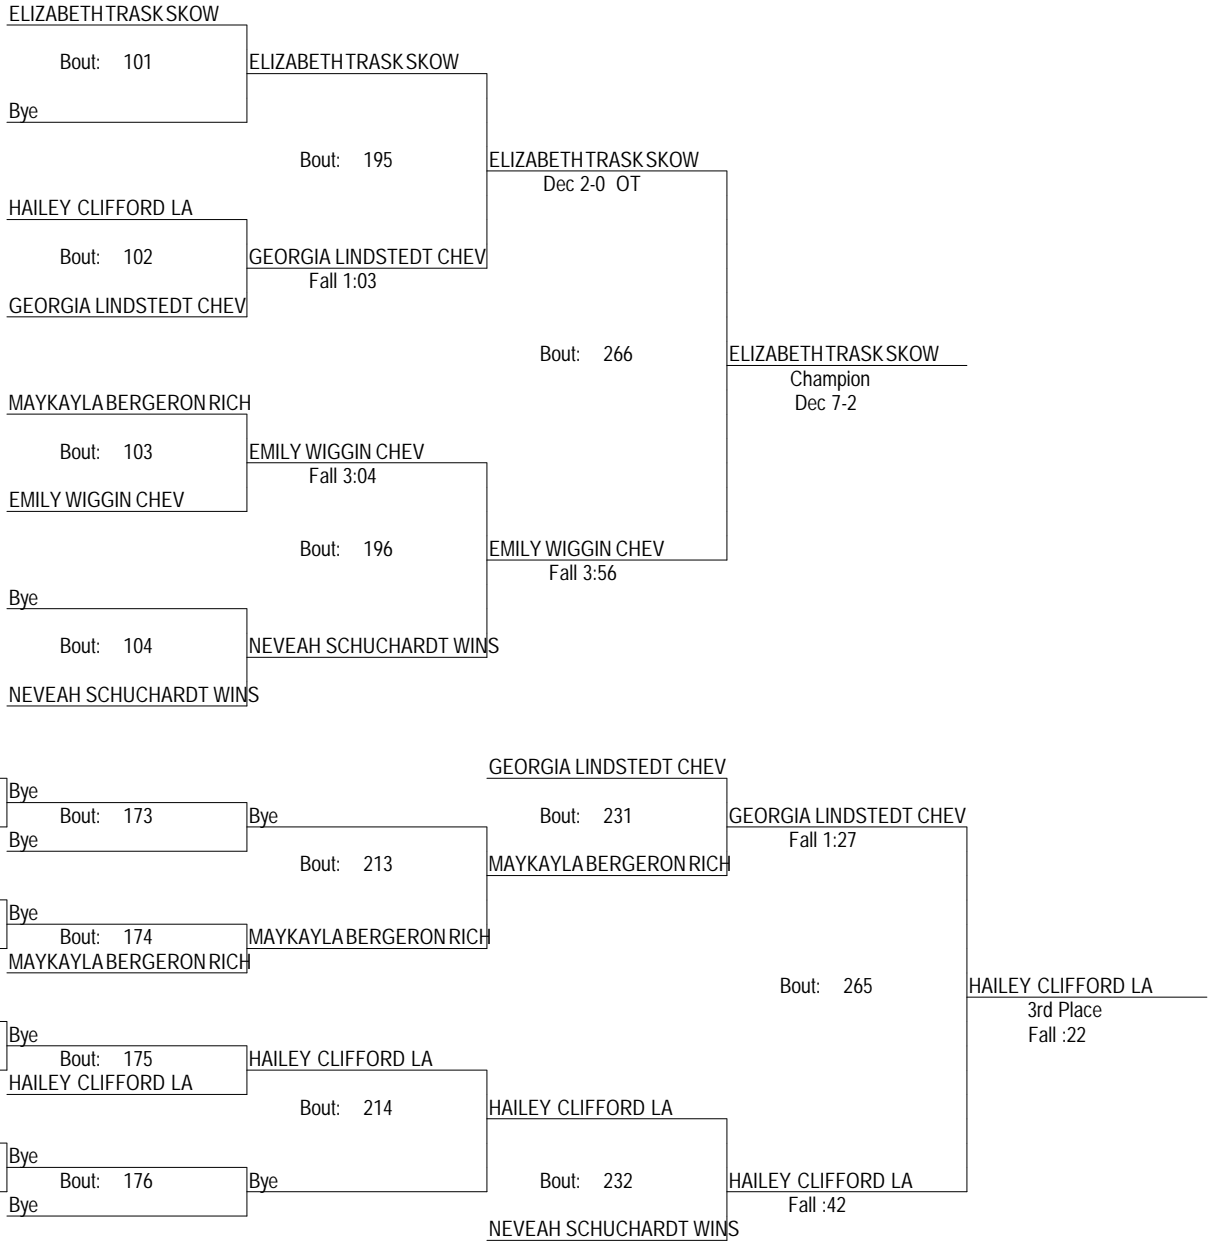 ELIZABETH TRASK SKOW
Bout: 101
ELIZABETH TRASK SKOW
Bye
Bout: 195
ELIZABETH TRASK SKOW
Dec 2-0 OT
HAILEY CLIFFORD LA
Bout: 102
GEORGIA LINDSTEDT CHEV
Fall 1:03
GEORGIA LINDSTEDT CHEV
Bout: 266
ELIZABETH TRASK SKOW
Champion
Dec 7-2
MAYKAYLA BERGERON RICH
Bout: 103
EMILY WIGGIN CHEV
Fall 3:04
EMILY WIGGIN CHEV
Bout: 196
EMILY WIGGIN CHEV
Fall 3:56
Bye
Bout: 104
NEVEAH SCHUCHARDT WINS
NEVEAH SCHUCHARDT WINS
GEORGIA LINDSTEDT CHEV
Bye
Bout: 173
Bye
Bout: 231
GEORGIA LINDSTEDT CHEV
Fall 1:27
Bye
Bout: 213
MAYKAYLA BERGERON RICH
Bye
Bout: 174
MAYKAYLA BERGERON RICH
MAYKAYLA BERGERON RICH
Bout: 265
HAILEY CLIFFORD LA
3rd Place
Fall :22
Bye
Bout: 175
HAILEY CLIFFORD LA
HAILEY CLIFFORD LA
Bout: 214
HAILEY CLIFFORD LA
Bye
Bout: 176
Bye
Bout: 232
HAILEY CLIFFORD LA
Fall :42
Bye
NEVEAH SCHUCHARDT WINS